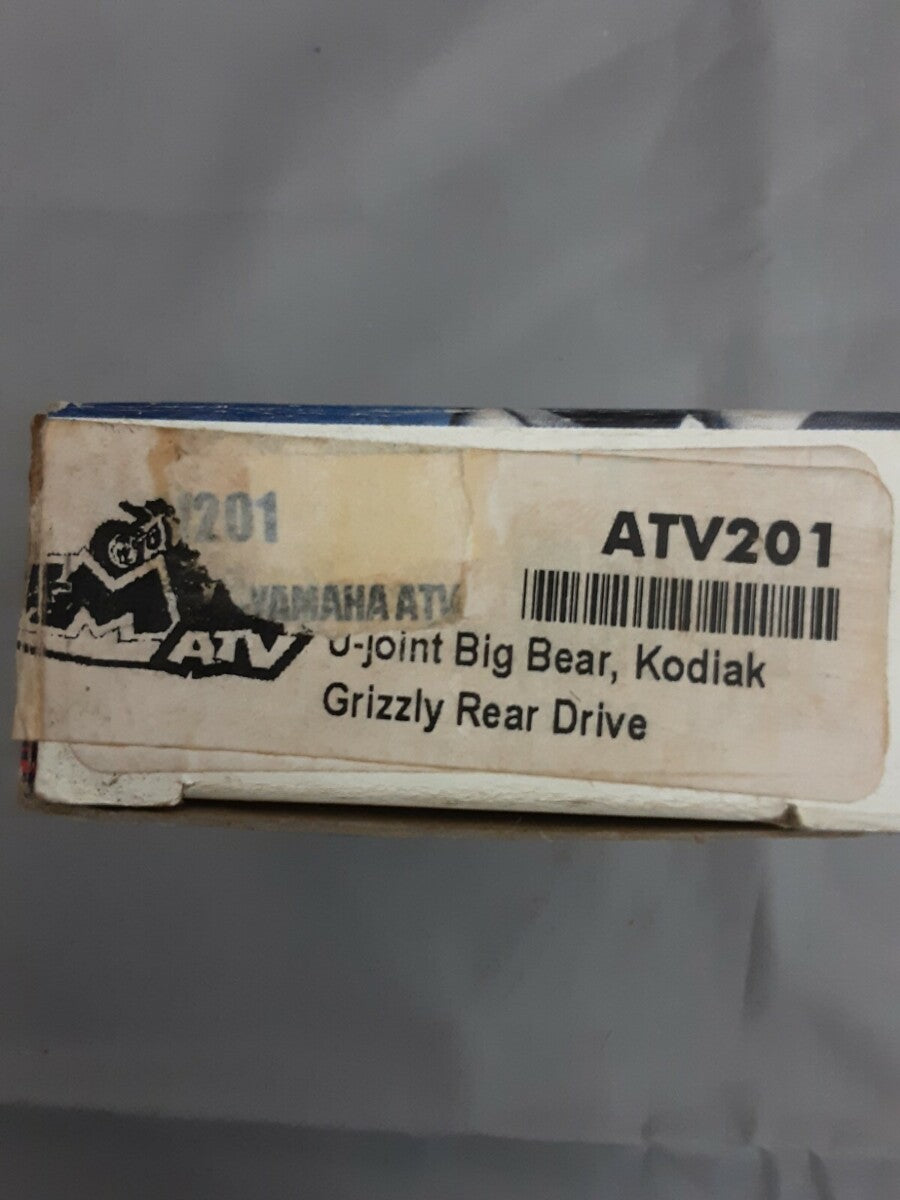 201
ATV201
YAMAHA ATV
ATV
U-Joint Big Bear, Kodiak
Grizzly Rear Drive